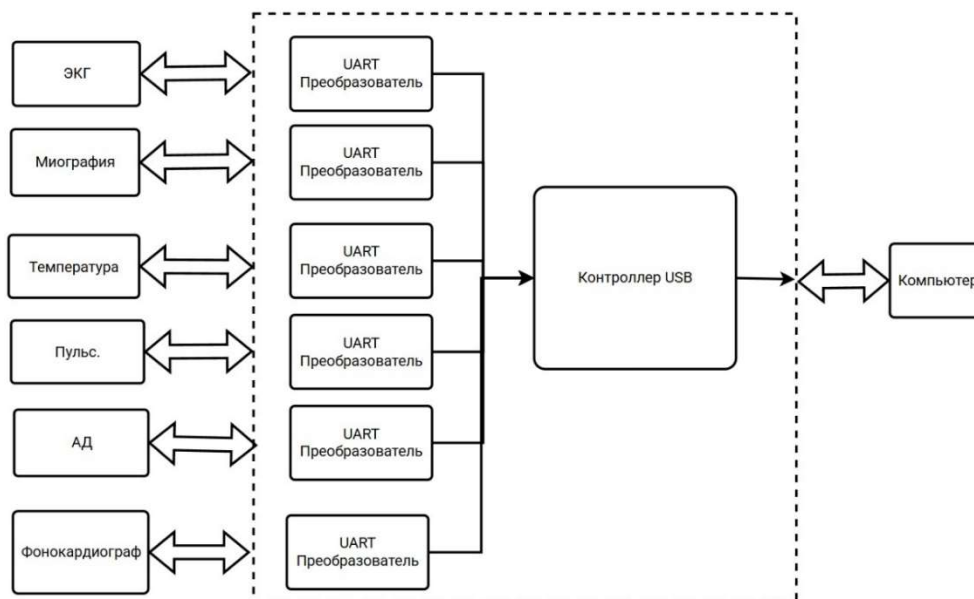 ЭКГ
UART
Преобразователь
Миография
UART
Преобразователь
Температура
UART
Преобразователь
Контроллер USB
Компьютер
Пульс.
UART
Преобразователь
АД
UART
Преобразователь
Фонокардиограф
UART
Преобразователь